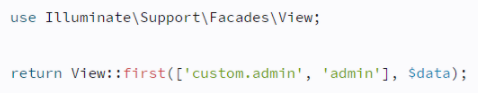 use Illuminate\Support\Facades\View;
return View::first(['custom.admin', 'admin'], $data);